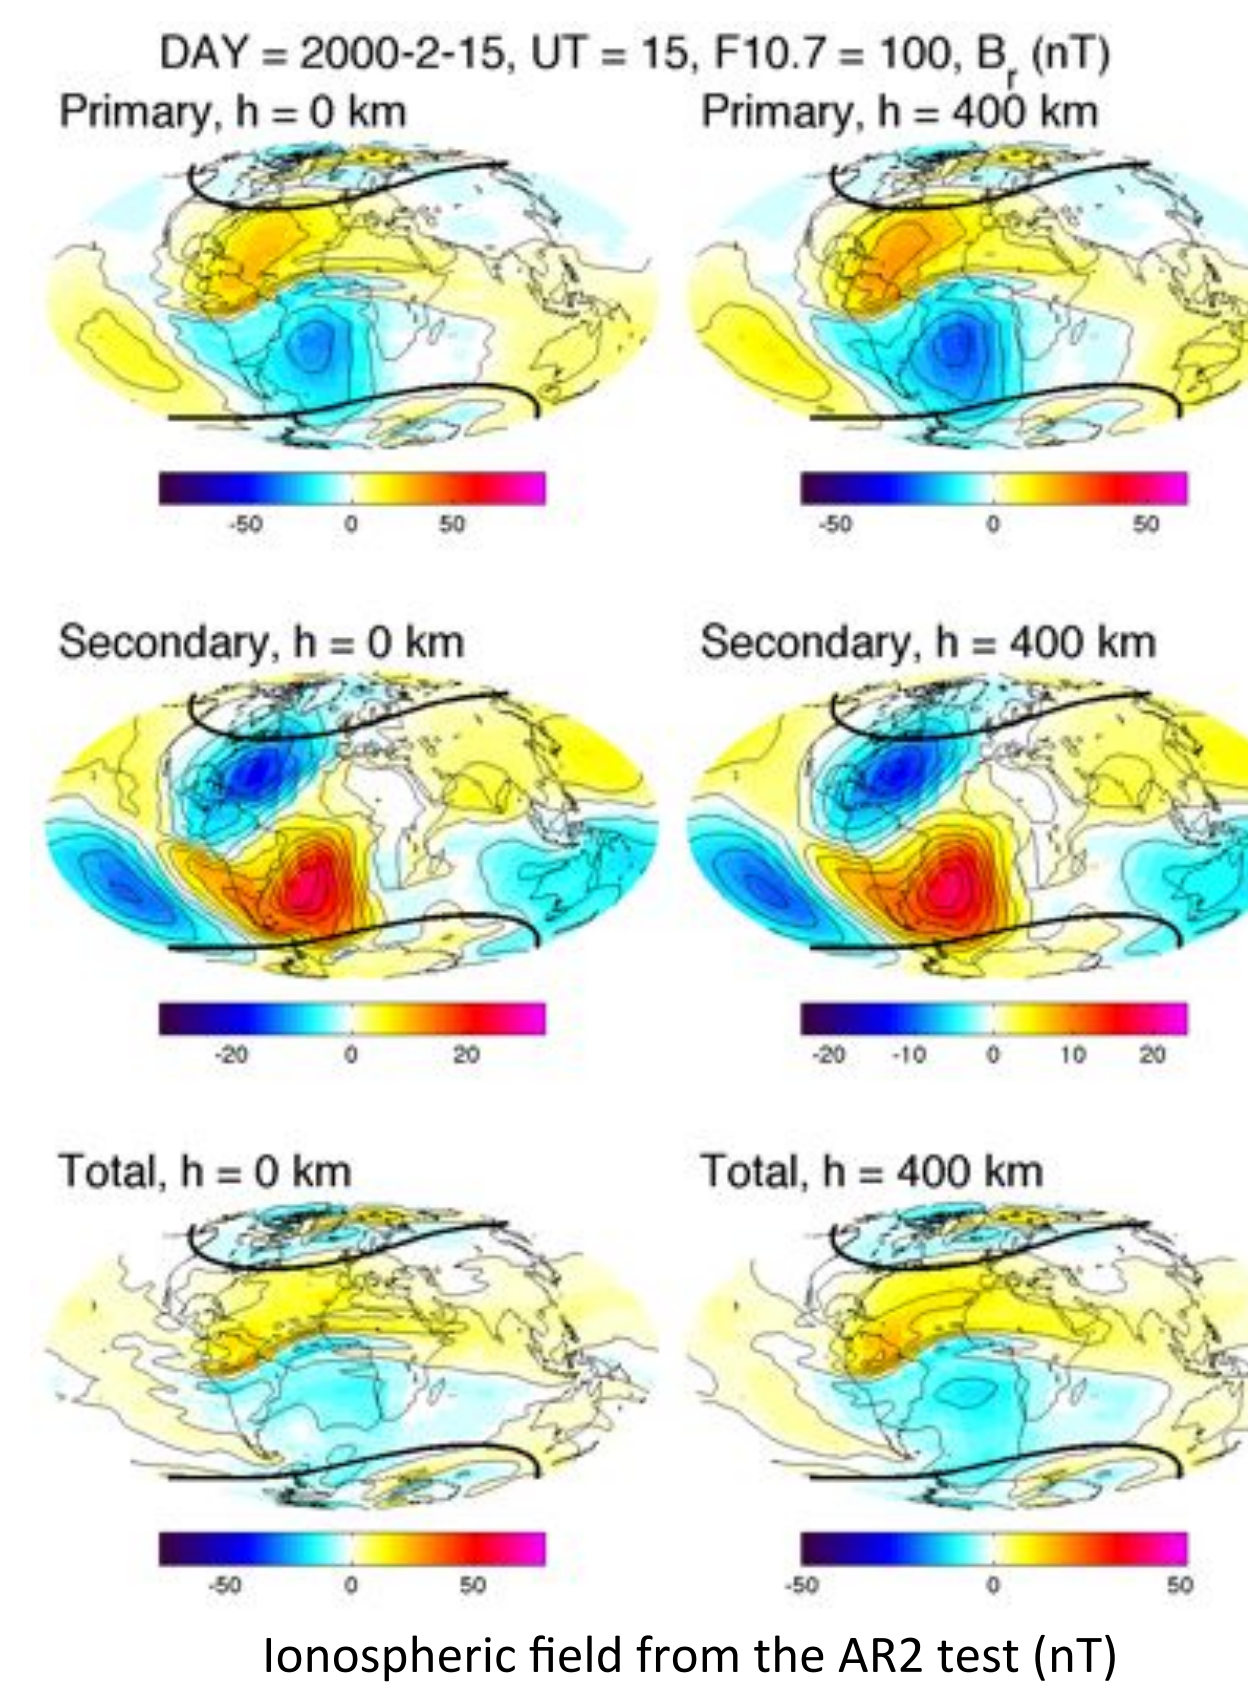 DAY = 2000-2-15, UT = 15, F10.7 = 100, Br (nT)
Primary, h = 0 km
Primary, h = 400 km
-50 0 50
-50 0 50
Secondary, h = 0 km
Secondary, h = 400 km
-20 0 20
-20 -10 0 10 20
Total, h = 0 km
Total, h = 400 km
-50 0 50
-50 0 50
Ionospheric field from the AR2 test (nT)